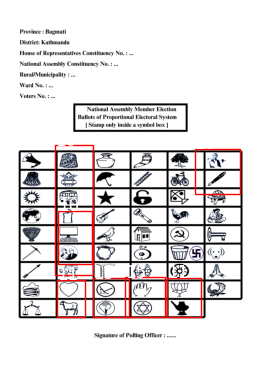 Province : Bagmati
District: Kathmandu
House of Representatives Constituency No. : ...
National Assembly Constituency No. : ...
Rural/Municipality : ...
Ward No. : ...
Voters No. : ...
National Assembly Member Election
Ballots of Proportional Electoral System
[ Stamp only inside a symbol box ]
Signature of Polling Officer : ......